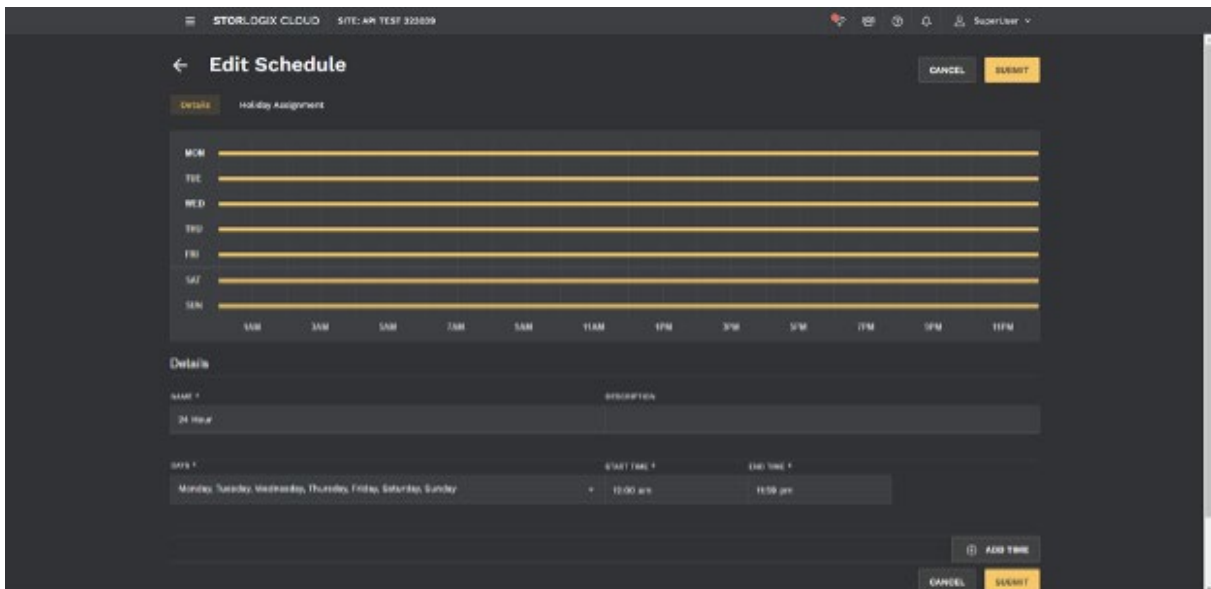 STORLOGIX CLOUD SITE: API TEST 323039 SuperUser
Edit Schedule
CANCEL SUBMIT
Details Holiday Assignment
MON
TUE
WED
THU
FRI
SAT
SUN
1AM 3AM 5AM 7AM 9AM 11AM 1PM 3PM 5PM 7PM 9PM 11PM
Details
NAME * DESCRIPTION
24 Hour
DAYS * START TIME * END TIME *
Monday, Tuesday, Wednesday, Thursday, Friday, Saturday, Sunday 12:00 am 11:59 pm
ADD TIME
CANCEL SUBMIT